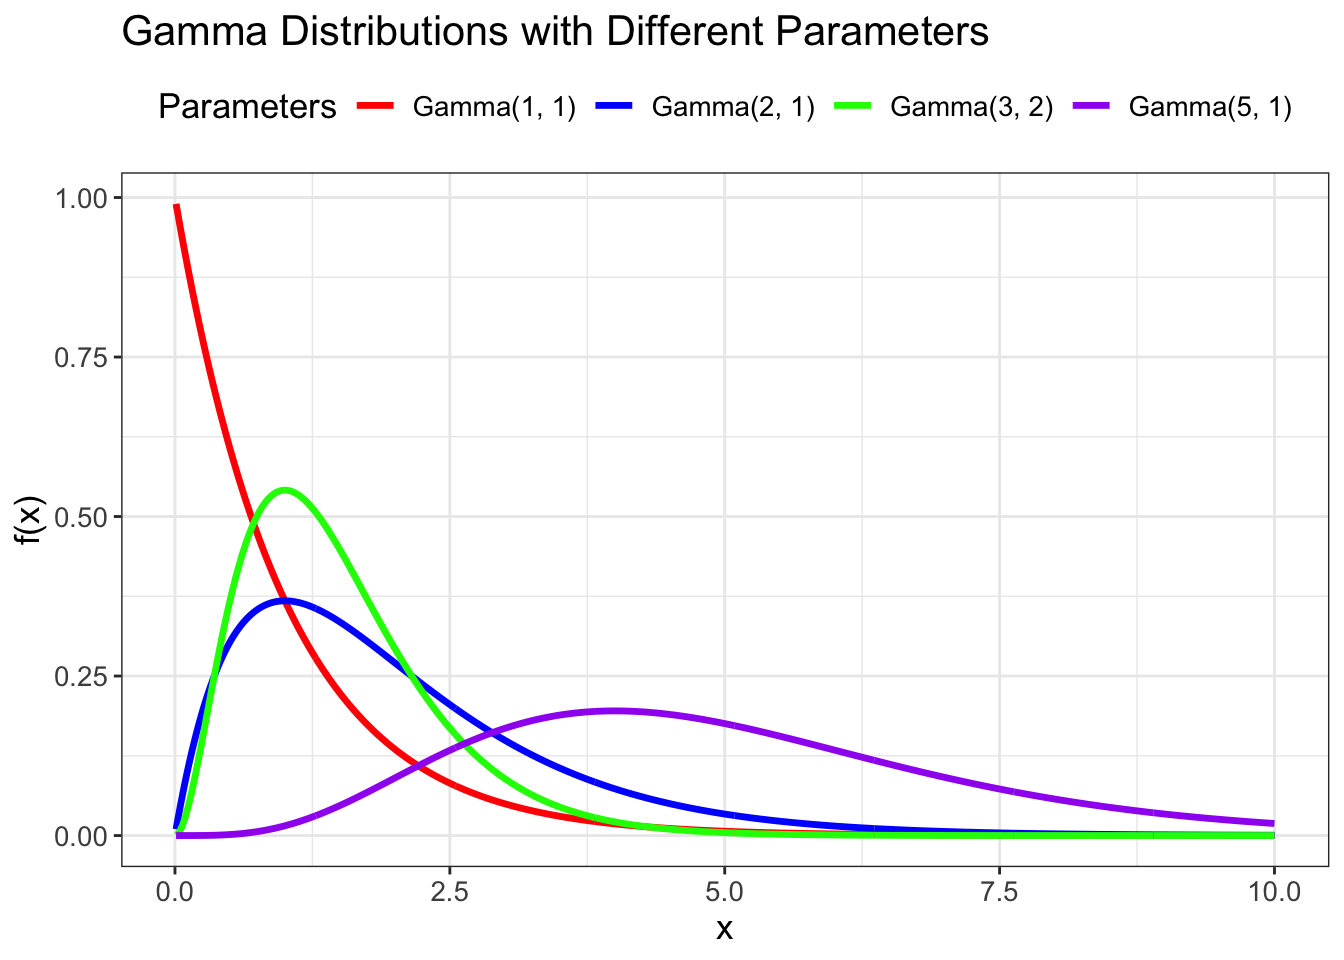 Gamma Distributions with Different Parameters
Parameters Gamma(1, 1) Gamma(2, 1) Gamma(3, 2) Gamma(5, 1)
1.00
0.75
0.50
0.25
0.00
f(x)
0.0 2.5 5.0 7.5 10.0
x